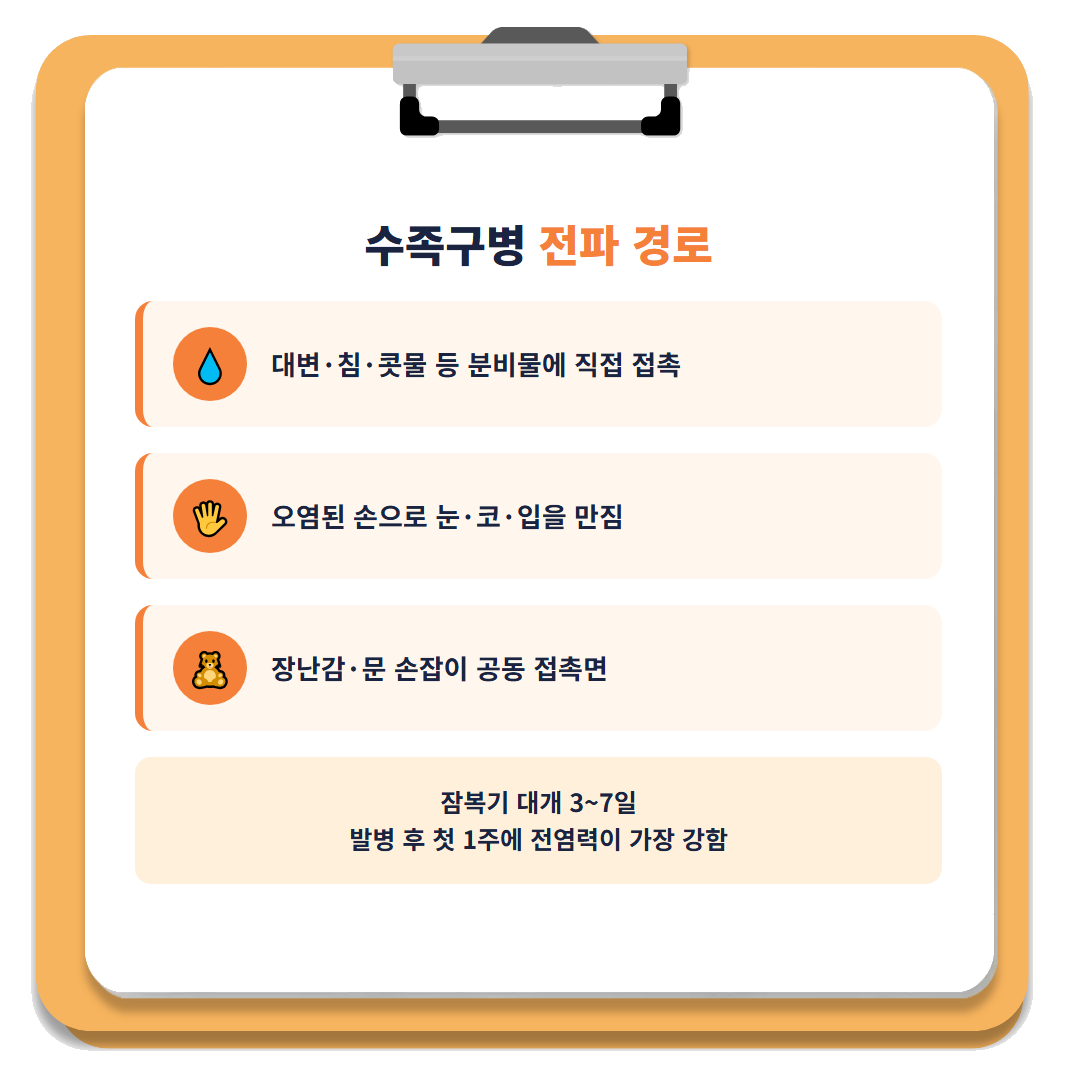 수족구병 전파 경로
대변·침·콧물 등 분비물에 직접 접촉
오염된 손으로 눈·코·입을 만짐
장난감·문 손잡이 공동 접촉면
잠복기 대개 3~7일
발병 후 첫 1주에 전염력이 가장 강함